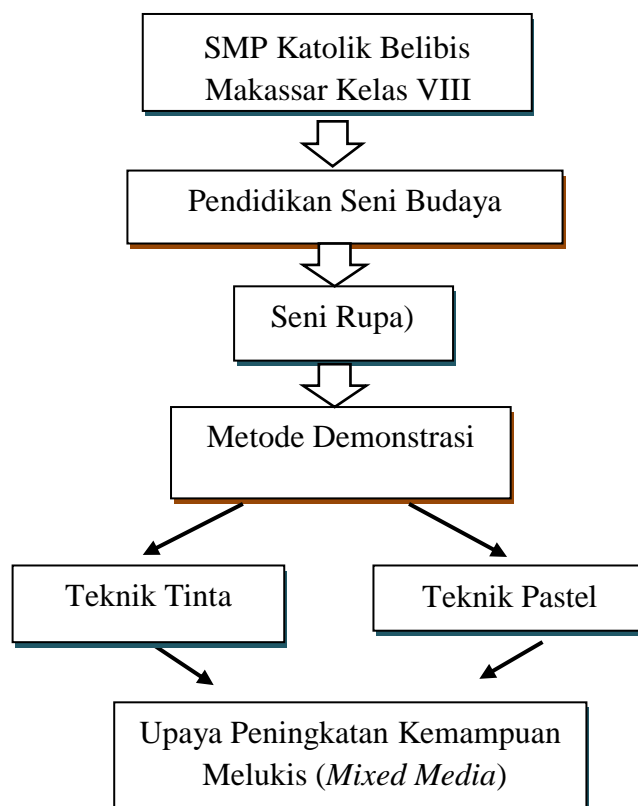 SMP Katolik Belibis
Makassar Kelas VIII
Pendidikan Seni Budaya
Seni Rupa)
Metode Demonstrasi
Teknik Tinta
Teknik Pastel
Upaya Peningkatan Kemampuan
Melukis (Mixed Media)